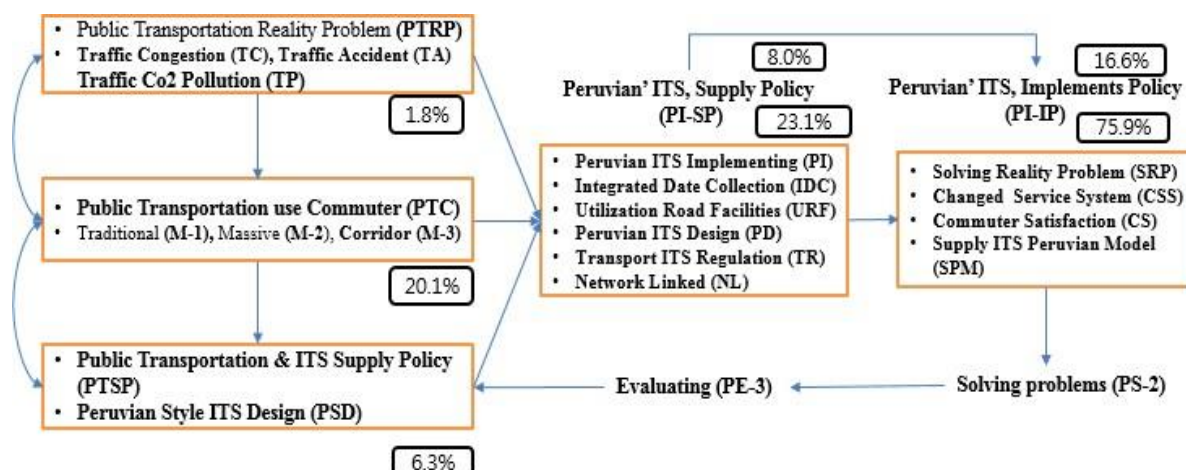 • Public Transportation Reality Problem (PTRP)
• Traffic Congestion (TC), Traffic Accident (TA)
Traffic Co2 Pollution (TP)
1.8%
• Public Transportation use Commuter (PTC)
• Traditional (M-1), Massive (M-2), Corridor (M-3)
20.1%
• Public Transportation & ITS Supply Policy
(PTSP)
• Peruvian Style ITS Design (PSD)
6.3%
8.0%
Peruvian’ ITS, Supply Policy
(PI-SP)
23.1%
• Peruvian ITS Implementing (PI)
• Integrated Date Collection (IDC)
• Utilization Road Facilities (URF)
• Peruvian ITS Design (PD)
• Transport ITS Regulation (TR)
• Network Linked (NL)
16.6%
Peruvian’ ITS, Implements Policy
(PI-IP)
75.9%
• Solving Reality Problem (SRP)
• Changed Service System (CSS)
• Commuter Satisfaction (CS)
• Supply ITS Peruvian Model
(SPM)
Evaluating (PE-3)
Solving problems (PS-2)